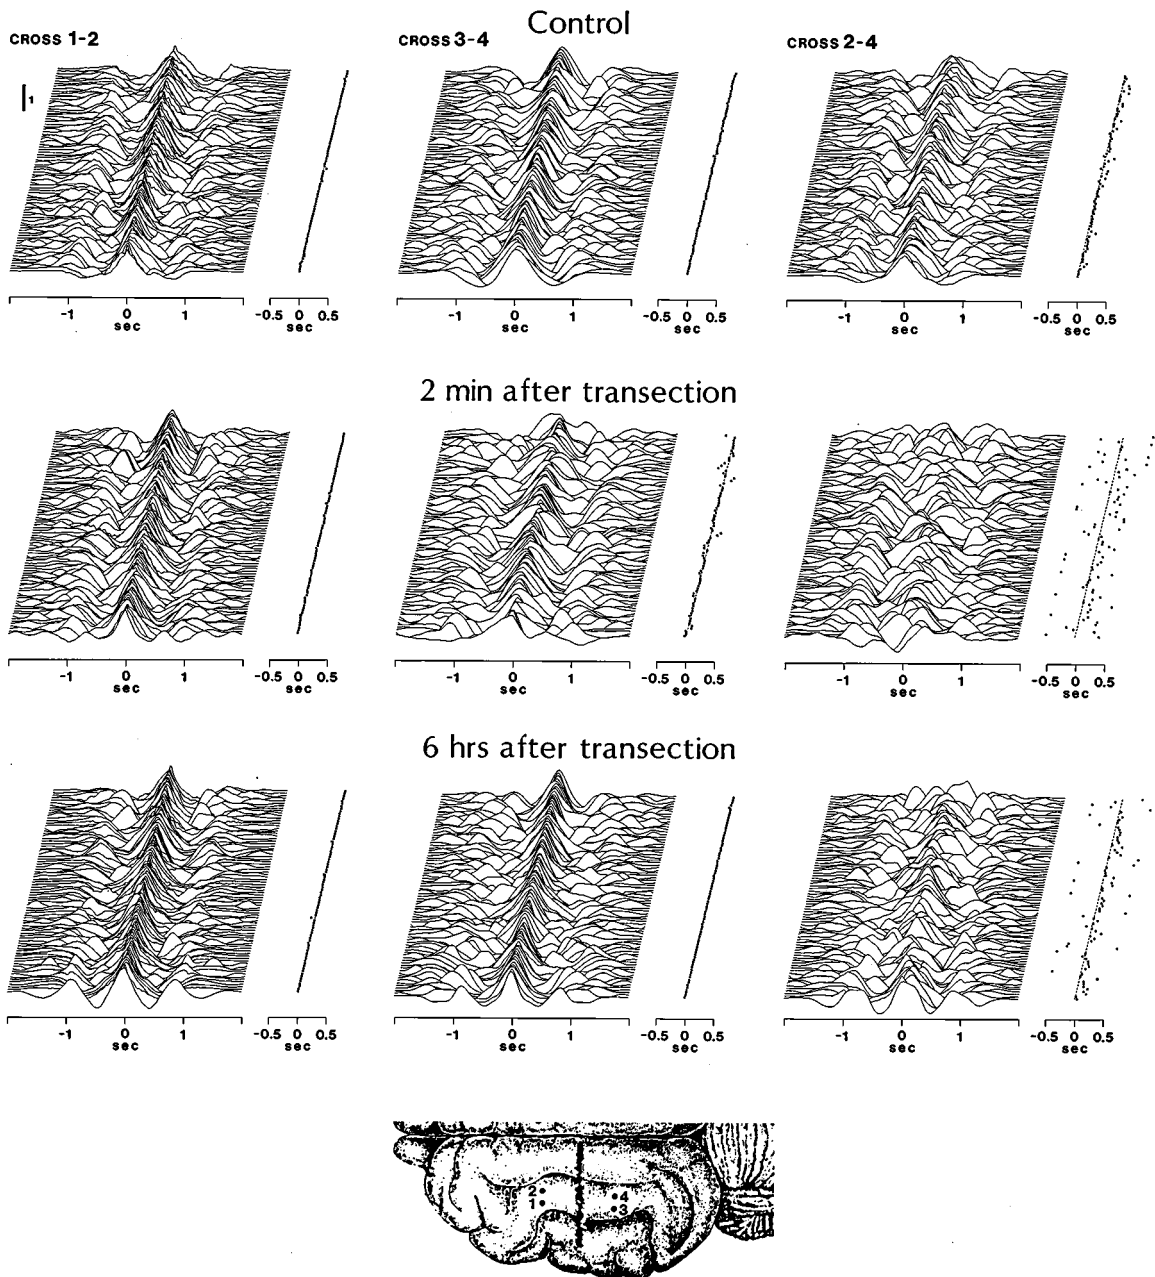 Control
CROSS 1-2
CROSS 3-4
CROSS 2-4
1
-1 0 1 -0.5 0 0.5
sec sec
-1 0 1 -0.5 0 0.5
sec sec
-1 0 1 -0.5 0 0.5
sec sec
2 min after transection
-1 0 1 -0.5 0 0.5
sec sec
-1 0 1 -0.5 0 0.5
sec sec
-1 0 1 -0.5 0 0.5
sec sec
6 hrs after transection
-1 0 1 -0.5 0 0.5
sec sec
-1 0 1 -0.5 0 0.5
sec sec
-1 0 1 -0.5 0 0.5
sec sec
2 4
1 3